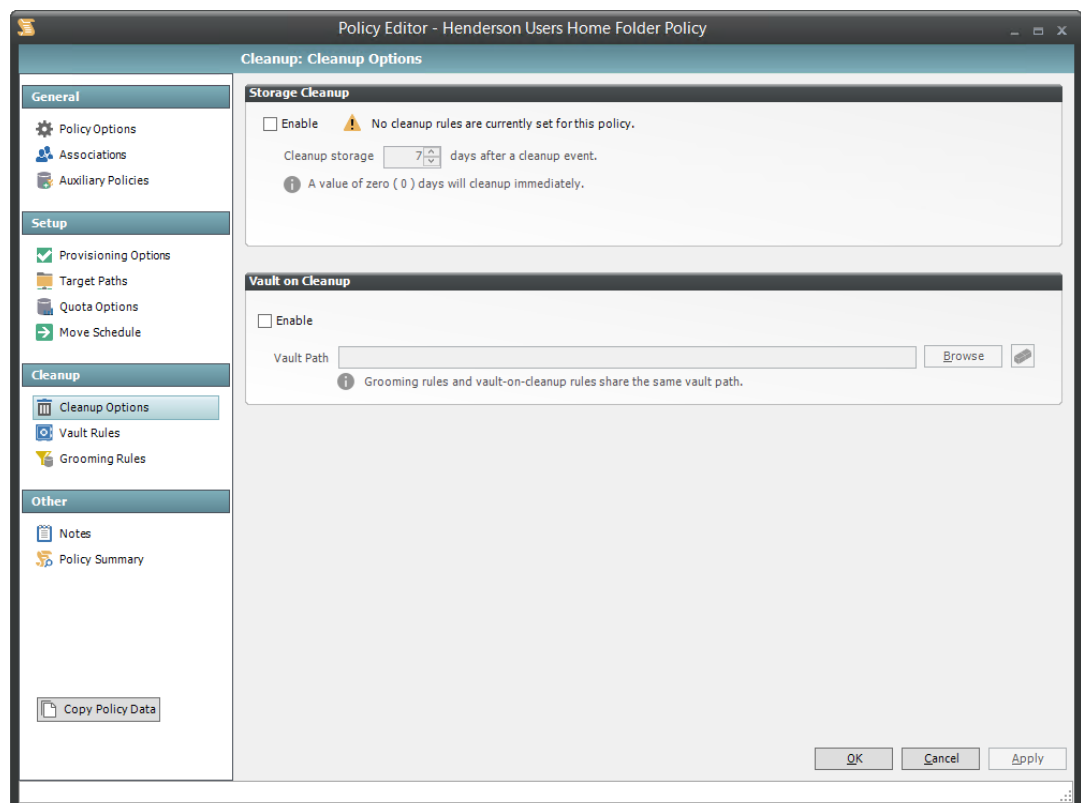 Policy Editor - Henderson Users Home Folder Policy
Cleanup: Cleanup Options
General
Policy Options
Associations
Auxiliary Policies
Setup
Provisioning Options
Target Paths
Quota Options
Move Schedule
Cleanup
Cleanup Options
Vault Rules
Grooming Rules
Other
Notes
Policy Summary
Copy Policy Data
Storage Cleanup
Enable No cleanup rules are currently set for this policy.
Cleanup storage 7 days after a cleanup event.
A value of zero ( 0 ) days will cleanup immediately.
Vault on Cleanup
Enable
Vault Path Browse
Grooming rules and vault-on-cleanup rules share the same vault path.
OK Cancel Apply